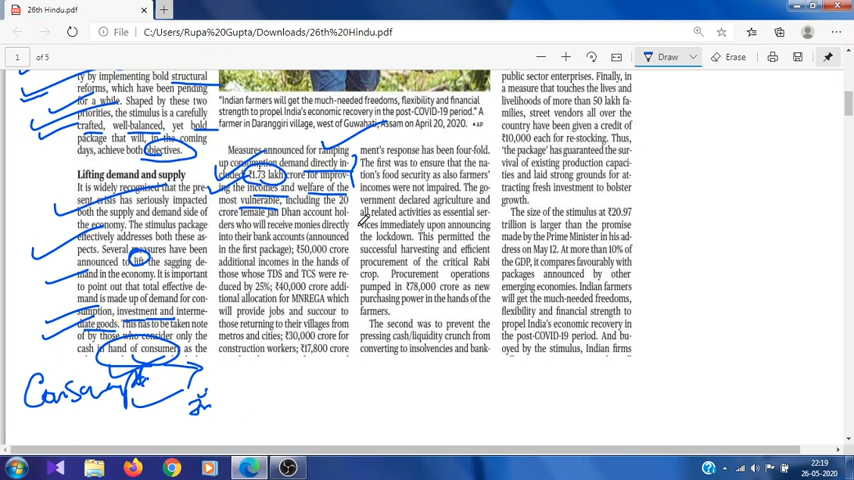 26th Hindu.pdf
File
C:/Users/Rupa%20Gupta/Downloads/26th%20Hindu.pdf
1
of 5
Draw
Erase
ty by implementing bold structural
reforms, which have been pending
for a while. Shaped by these two
priorities, the stimulus is a carefully
crafted, well-balanced, yet bold
package that will, in the coming
days, achieve both objectives.
Lifting demand and supply
It is widely recognised that the pre-
sent crisis has seriously impacted
both the supply and demand side of
the economy. The stimulus package
effectively addresses both these as-
pects. Several measures have been
announced to lift the sagging de-
mand in the economy. It is important
to point out that total effective de-
mand is made up of demand for con-
sumption, investment and interme-
diate goods. This has to be taken note
of by those who consider only the
cash in hand of consumers as the
Consump
"Indian farmers will get the much-needed freedoms, flexibility and financial
strength to propel India's economic recovery in the post-COVID-19 period." A
farmer in Daranggiri village, west of Guwahati, Assam on April 20, 2020. •AP
Measures announced for ramping
up consumption demand directly in-
cluded ₹1.73 lakh crore for improv-
ing the incomes and welfare of the
most vulnerable, including the 20
crore female Jan Dhan account hol-
ders who will receive monies directly
into their bank accounts (announced
in the first package); ₹50,000 crore
additional incomes in the hands of
those whose TDS and TCS were re-
duced by 25%; ₹40,000 crore addi-
tional allocation for MNREGA which
will provide jobs and succour to
those returning to their villages from
metros and cities; ₹30,000 crore for
construction workers; ₹17,800 crore
ment's response has been four-fold.
The first was to ensure that the na-
tion's food security as also farmers'
incomes were not impaired. The go-
vernment declared agriculture and
all related activities as essential ser-
vices immediately upon announcing
the lockdown. This permitted the
successful harvesting and efficient
procurement of the critical Rabi
crop. Procurement operations
pumped in ₹78,000 crore as new
purchasing power in the hands of the
farmers.
The second was to prevent the
pressing cash/liquidity crunch from
converting to insolvencies and bank-
public sector enterprises. Finally, in
a measure that touches the lives and
livelihoods of more than 50 lakh fa-
milies, street vendors all over the
country have been given a credit of
₹10,000 each for re-stocking. Thus,
'the package' has guaranteed the sur-
vival of existing production capaci-
ties and laid strong grounds for at-
tracting fresh investment to bolster
growth.
The size of the stimulus at ₹20.97
trillion is larger than the promise
made by the Prime Minister in his ad-
dress on May 12. At more than 10% of
the GDP, it compares favourably with
packages announced by other
emerging economies. Indian farmers
will get the much-needed freedoms,
flexibility and financial strength to
propel India's economic recovery in
the post-COVID-19 period. And bu-
oyed by the stimulus, Indian firms
22:19
26-05-2020